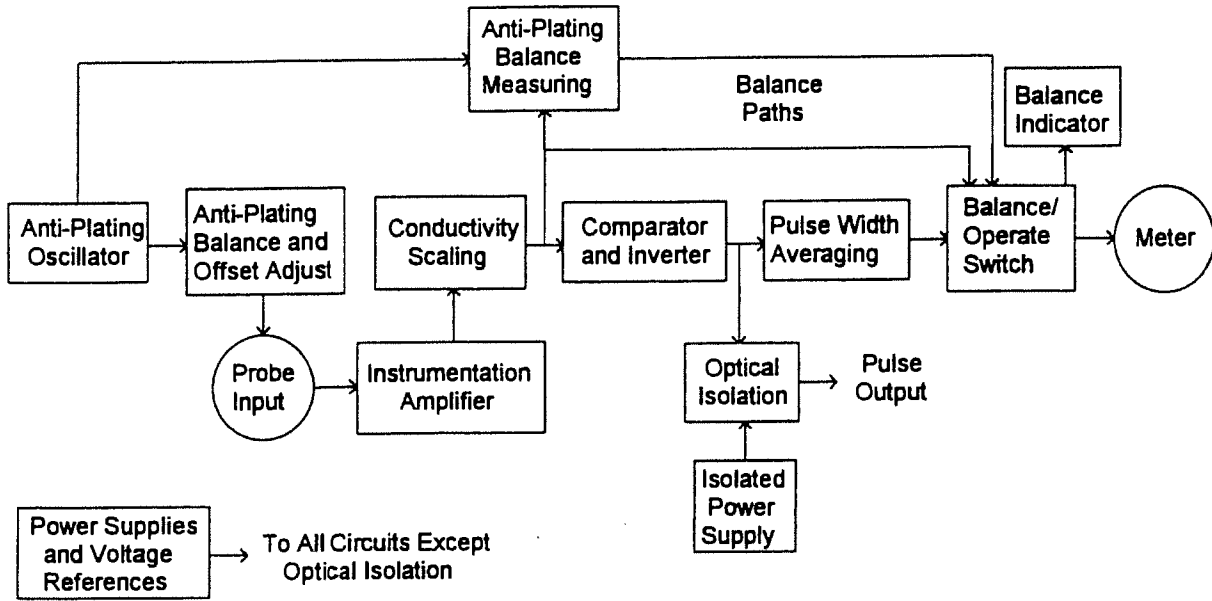 Anti-Plating
Balance
Measuring
Balance
Paths
Balance
Indicator
Anti-Plating
Oscillator
Anti-Plating
Balance and
Offset Adjust
Conductivity
Scaling
Comparator
and Inverter
Pulse Width
Averaging
Balance/
Operate
Switch
Meter
Probe
Input
Instrumentation
Amplifier
Optical
Isolation
Pulse
Output
Isolated
Power
Supply
Power Supplies
and Voltage
References
To All Circuits Except
Optical Isolation